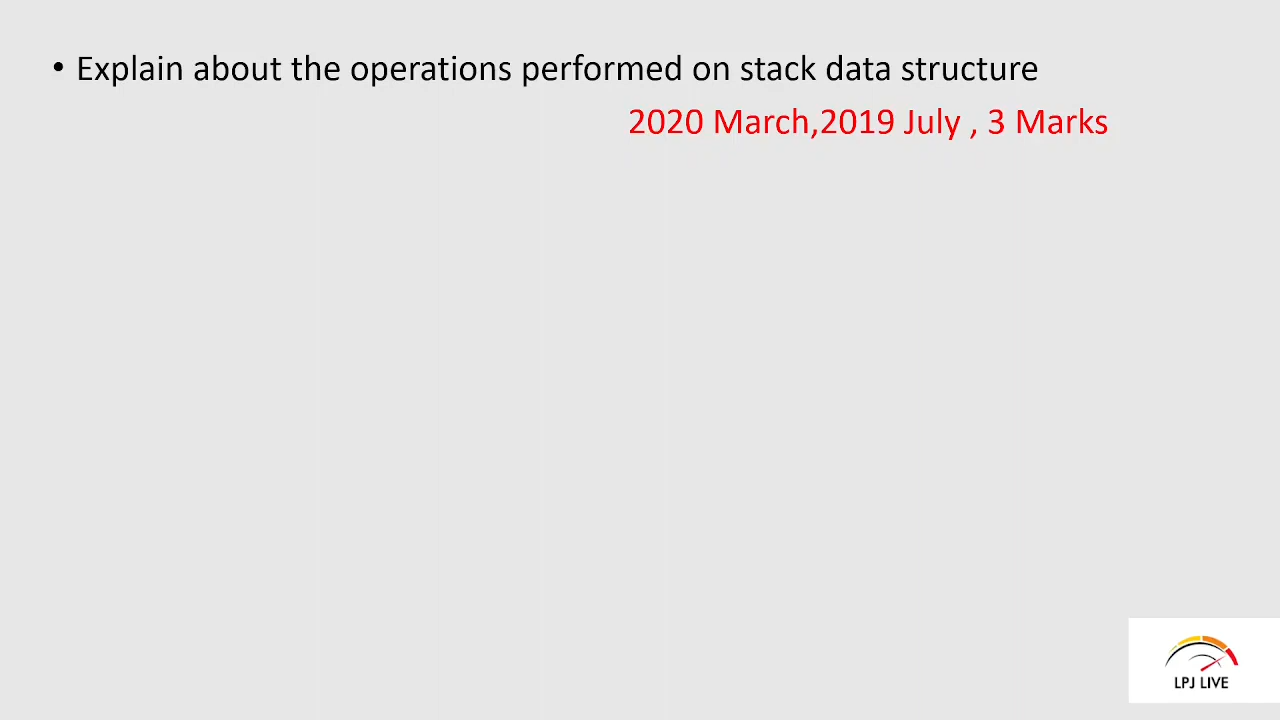 • Explain about the operations performed on stack data structure
2020 March,2019 July , 3 Marks
LPJ LIVE